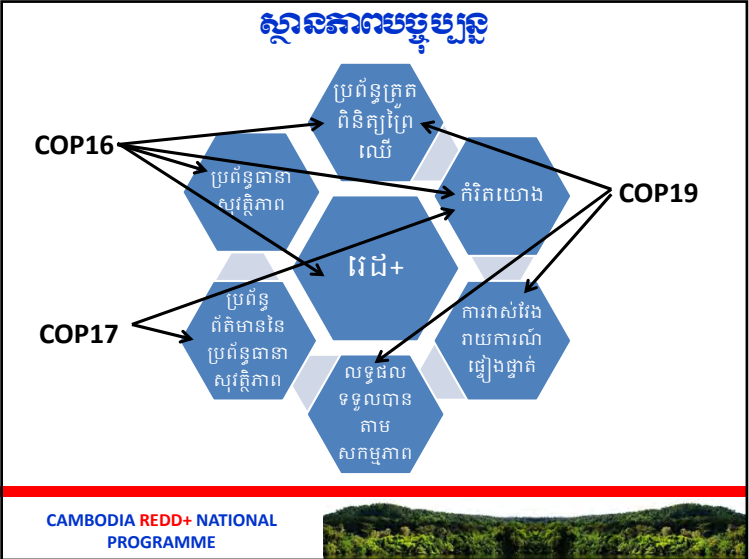 ស្ថានភាពបច្ចុប្បន្ន
ប្រព័ន្ធត្រួត
ពិនិត្យព្រៃ
ឈើ
COP16
ប្រព័ន្ធធានា
សុវត្ថិភាព
កំរិតយោង
COP19
រេដ+
ប្រព័ន្ធ
ព័ត៌មាននៃ
ប្រព័ន្ធធានា
សុវត្ថិភាព
COP17
ការវាស់វែង
រាយការណ៍
ផ្ទៀងផ្ទាត់
លទ្ធផល
ទទួលបាន
តាម
សកម្មភាព
CAMBODIA REDD+ NATIONAL
PROGRAMME